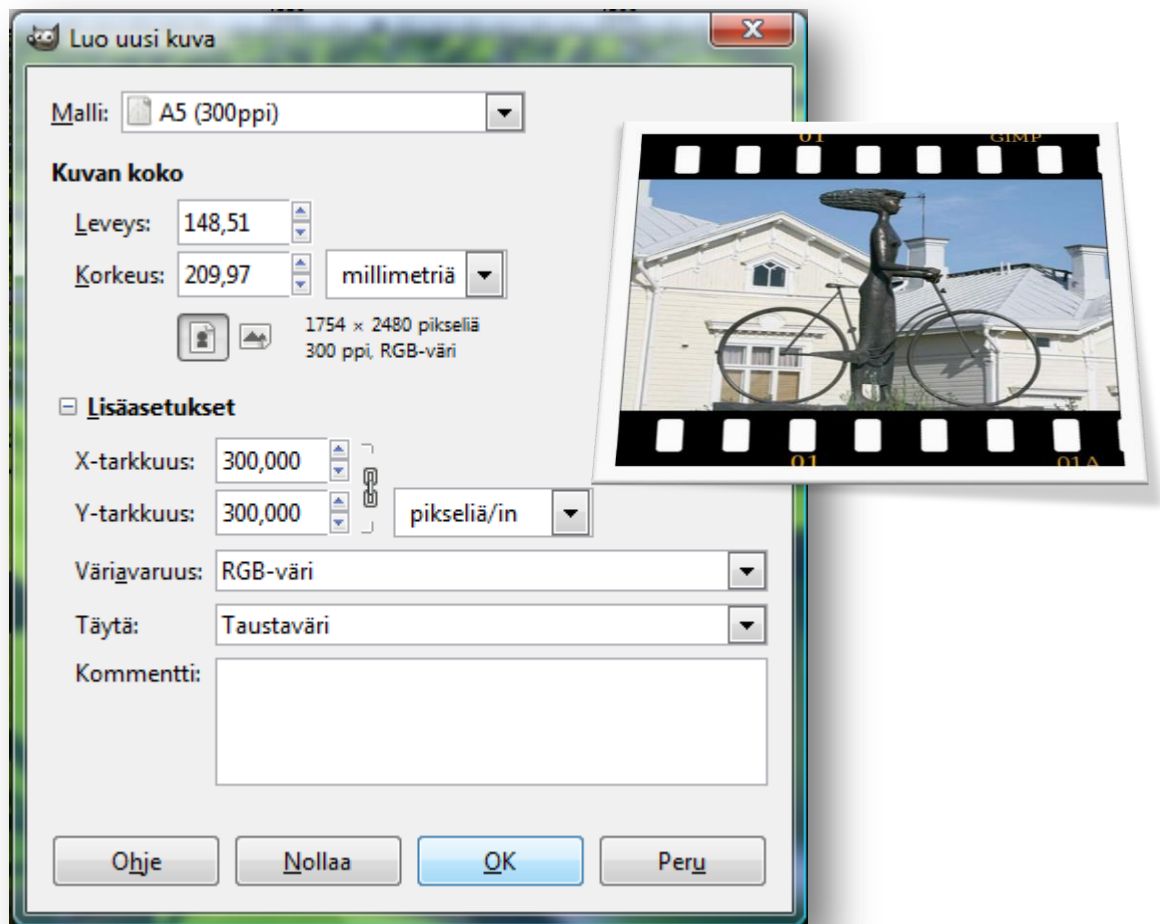 Luo uusi kuva
Malli: A5 (300ppi)
Kuvan koko
Leveys: 148,51
Korkeus: 209,97 millimetriä
1754 × 2480 pikseliä
300 ppi, RGB-väri
Lisäasetukset
X-tarkkuus: 300,000
Y-tarkkuus: 300,000 pikseliä/in
Väriavaruus: RGB-väri
Täytä: Taustaväri
Kommentti:
Ohje Nollaa OK Peru
01 GIMP
01 01A